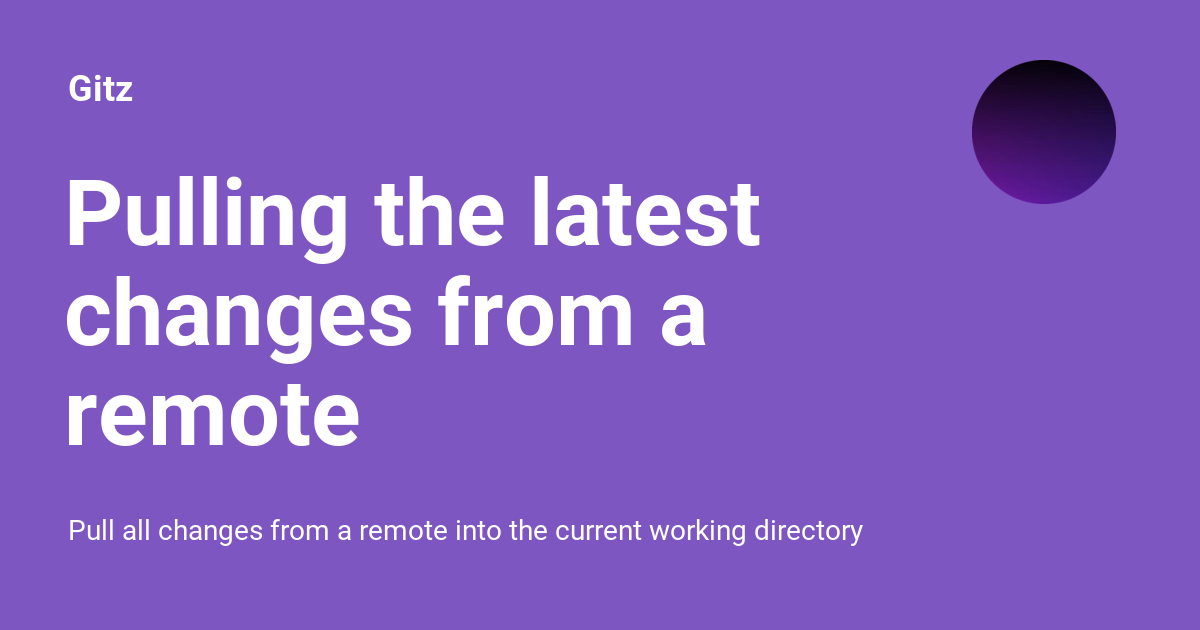 Gitz
Pulling the latest
changes from a
remote
Pull all changes from a remote into the current working directory